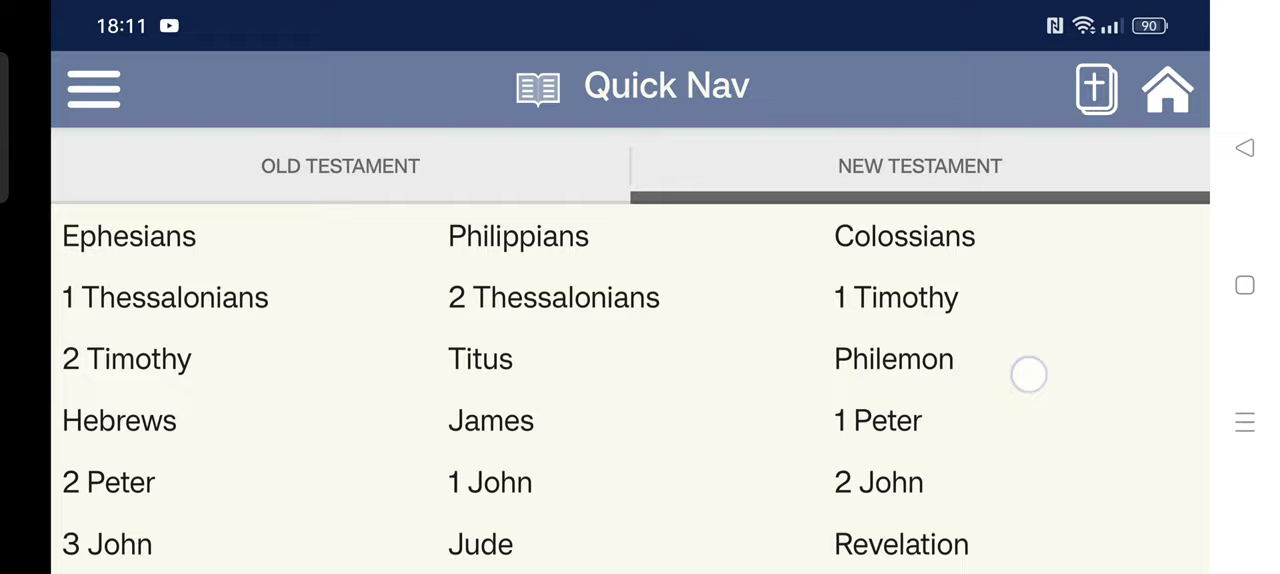 18:11 90
Quick Nav
OLD TESTAMENT NEW TESTAMENT
Ephesians Philippians Colossians
1 Thessalonians 2 Thessalonians 1 Timothy
2 Timothy Titus Philemon
Hebrews James 1 Peter
2 Peter 1 John 2 John
3 John Jude Revelation